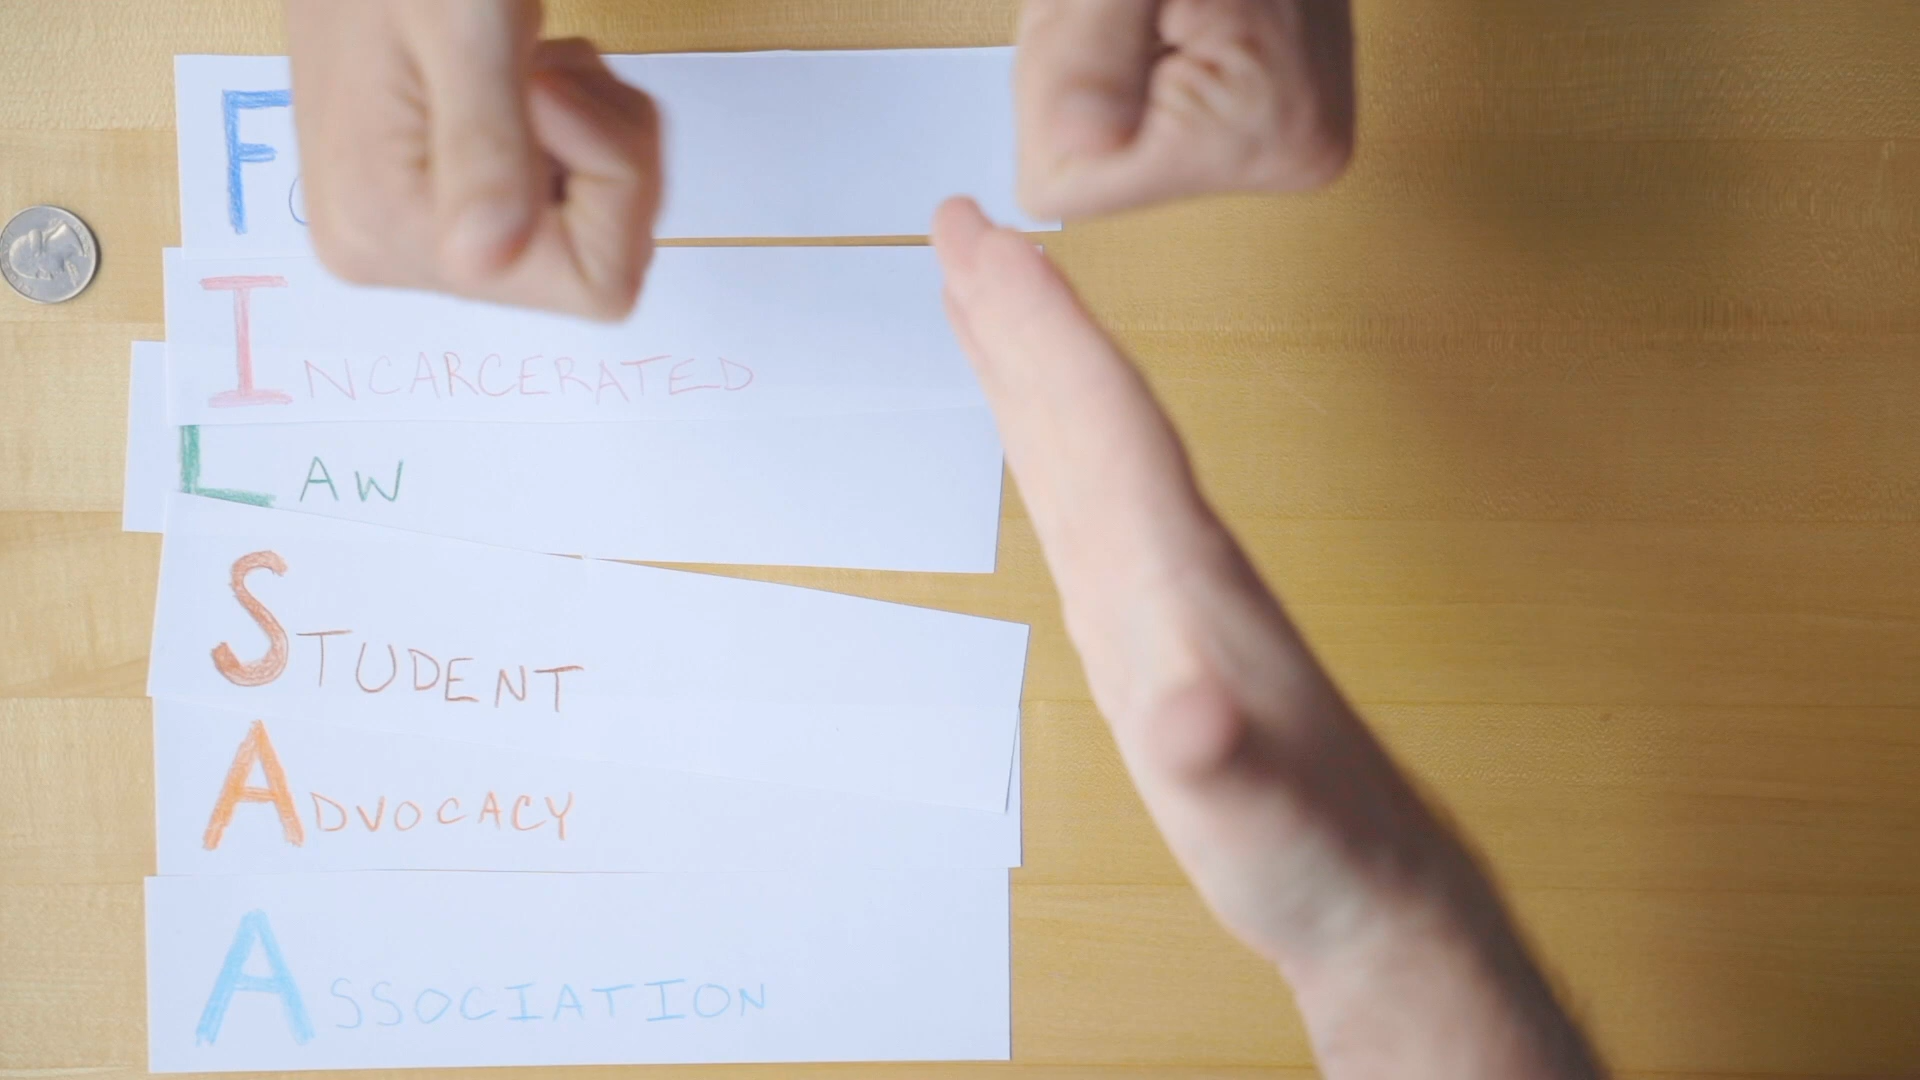 F
INCARCERATED
LAW
STUDENT
ADVOCACY
ASSOCIATION